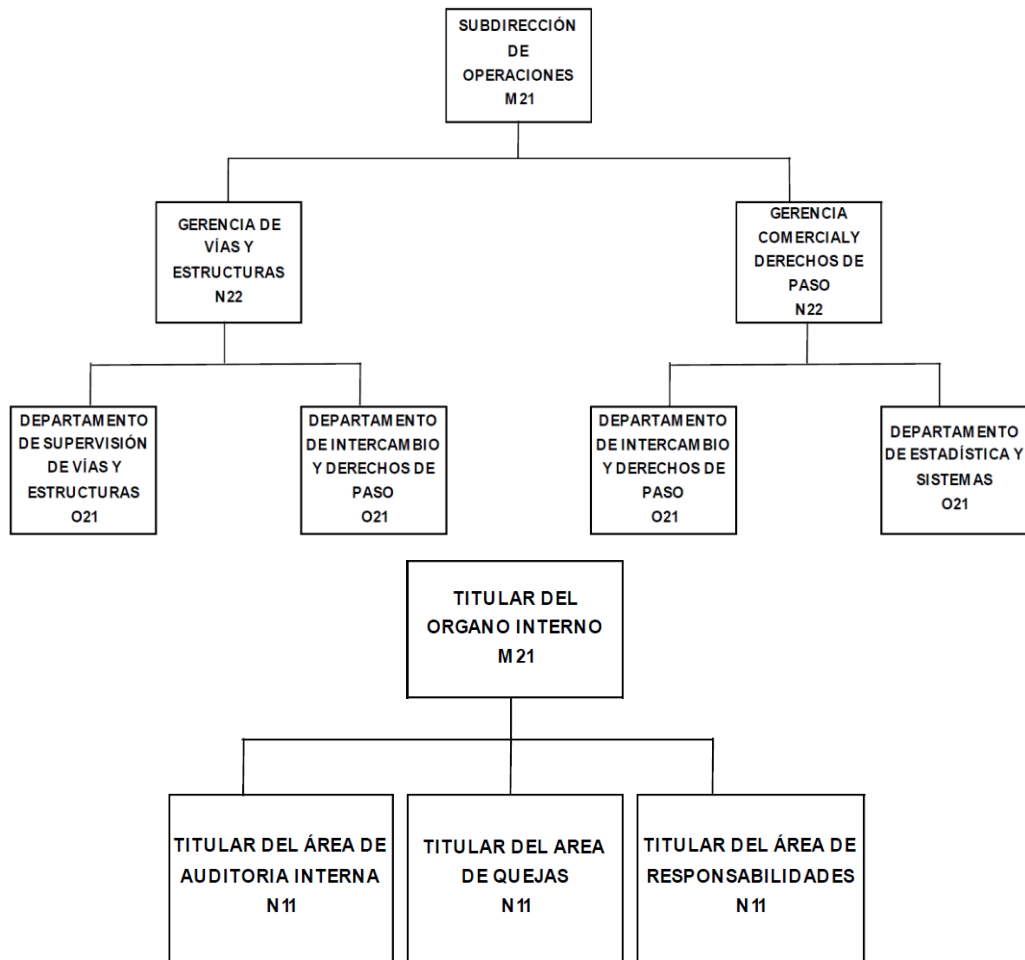 SUBDIRECCIÓN
DE
OPERACIONES
M21
GERENCIA DE
VÍAS Y
ESTRUCTURAS
N22
GERENCIA
COMERCIALY
DERECHOS DE
PASO
N22
DEPARTAMENTO
DE SUPERVISIÓN
DE VÍAS Y
ESTRUCTURAS
O21
DEPARTAMENTO
DE INTERCAMBIO
Y DERECHOS DE
PASO
O21
DEPARTAMENTO
DE INTERCAMBIO
Y DERECHOS DE
PASO
O21
DEPARTAMENTO
DE ESTADÍSTICA Y
SISTEMAS
O21
TITULAR DEL
ORGANO INTERNO
M21
TITULAR DEL ÁREA DE
AUDITORIA INTERNA
N11
TITULAR DEL AREA
DE QUEJAS
N11
TITULAR DEL ÁREA DE
RESPONSABILIDADES
N11